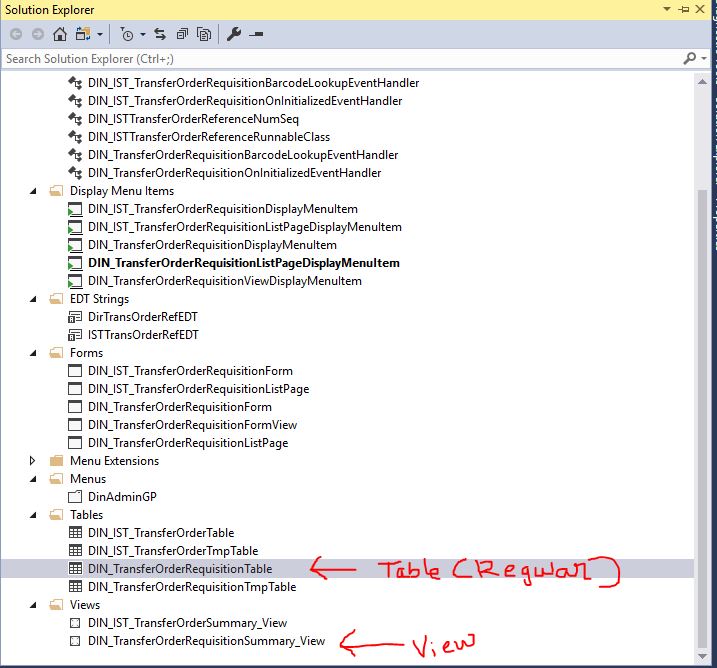 Solution Explorer
Search Solution Explorer (Ctrl+;)
DIN_IST_TransferOrderRequisitionBarcodeLookupEventHandler
DIN_IST_TransferOrderRequisitionOnInitializedEventHandler
DIN_ISTTransferOrderReferenceNumSeq
DIN_ISTTransferOrderReferenceRunnableClass
DIN_TransferOrderRequisitionBarcodeLookupEventHandler
DIN_TransferOrderRequisitionOnInitializedEventHandler
Display Menu Items
DIN_IST_TransferOrderRequisitionDisplayMenuItem
DIN_IST_TransferOrderRequisitionListPageDisplayMenuItem
DIN_TransferOrderRequisitionDisplayMenuItem
DIN_TransferOrderRequisitionListPageDisplayMenuItem
DIN_TransferOrderRequisitionViewDisplayMenuItem
EDT Strings
DirTransOrderRefEDT
ISTTransOrderRefEDT
Forms
DIN_IST_TransferOrderRequisitionForm
DIN_IST_TransferOrderRequisitionListPage
DIN_TransferOrderRequisitionForm
DIN_TransferOrderRequisitionFormView
DIN_TransferOrderRequisitionListPage
Menu Extensions
Menus
DinAdminGP
Tables
DIN_IST_TransferOrderTable
DIN_IST_TransferOrderTmpTable
DIN_TransferOrderRequisitionTable Table (Regular)
DIN_TransferOrderRequisitionTmpTable
Views
DIN_IST_TransferOrderSummary_View
DIN_TransferOrderRequisitionSummary_View View